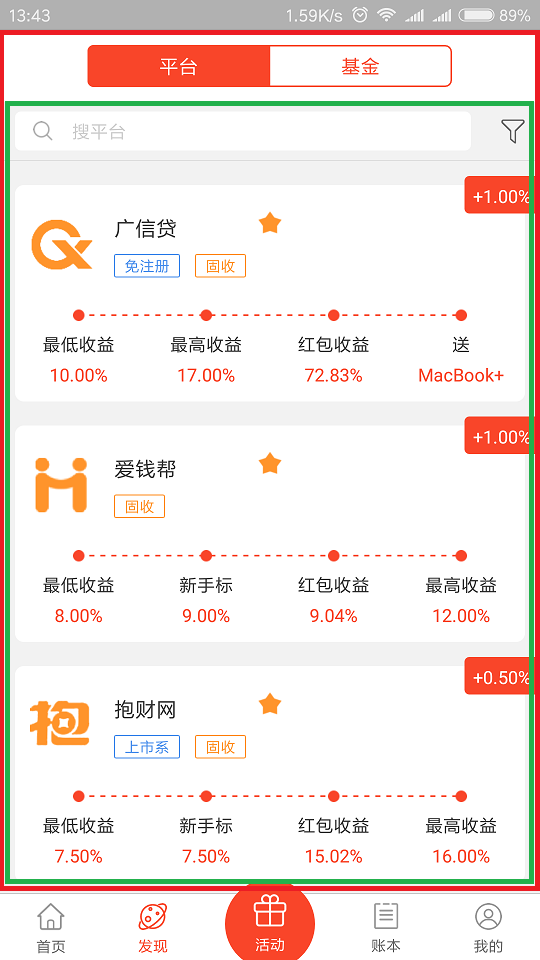 13:43 1.59K/s 89%
平台 基金
搜平台
+1.00%
广信贷
免注册 固收
最低收益 最高收益 红包收益 送
10.00% 17.00% 72.83% MacBook+
+1.00%
爱钱帮
固收
最低收益 新手标 红包收益 最高收益
8.00% 9.00% 9.04% 12.00%
+0.50%
抱财网
上市系 固收
最低收益 新手标 红包收益 最高收益
7.50% 7.50% 15.02% 16.00%
首页 发现 活动 账本 我的